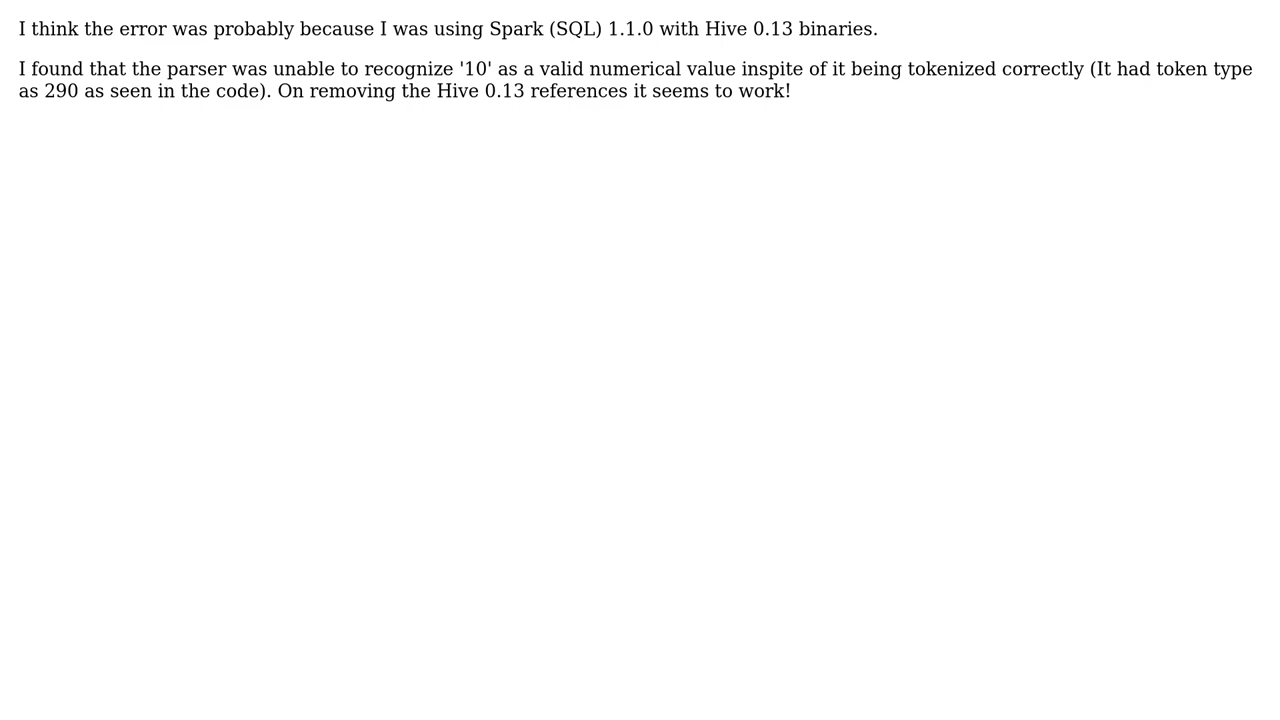 I think the error was probably because I was using Spark (SQL) 1.1.0 with Hive 0.13 binaries.
I found that the parser was unable to recognize '10' as a valid numerical value inspite of it being tokenized correctly (It had token type
as 290 as seen in the code). On removing the Hive 0.13 references it seems to work!